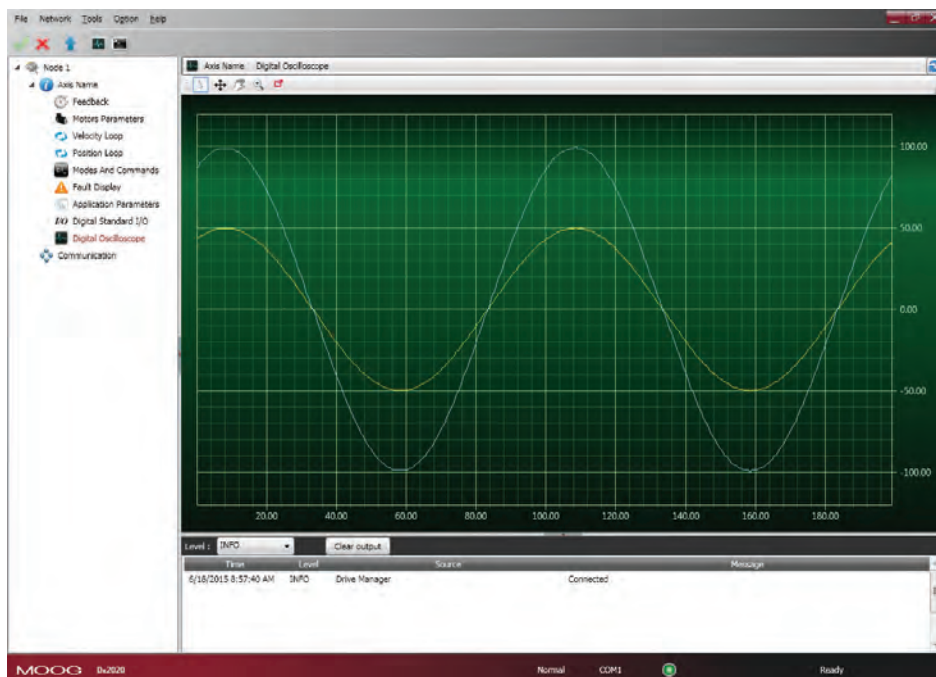 File Network Tools Option help
Node 1
Axis Name
Feedback
Motors Parameters
Velocity Loop
Position Loop
Modes And Commands
Fault Display
Application Parameters
I/O Digital Standard I/O
Digital Oscilloscope
Communication
Axis Name Digital Oscilloscope
100.00
50.00
0.00
-50.00
-100.00
20.00 40.00 60.00 80.00 100.00 120.00 140.00 160.00 180.00
Level : INFO Clear output
Time Level Source Message
6/18/2015 8:57:40 AM INFO Drive Manager Connected
MOOG Dx2020 Normal COM1 Ready